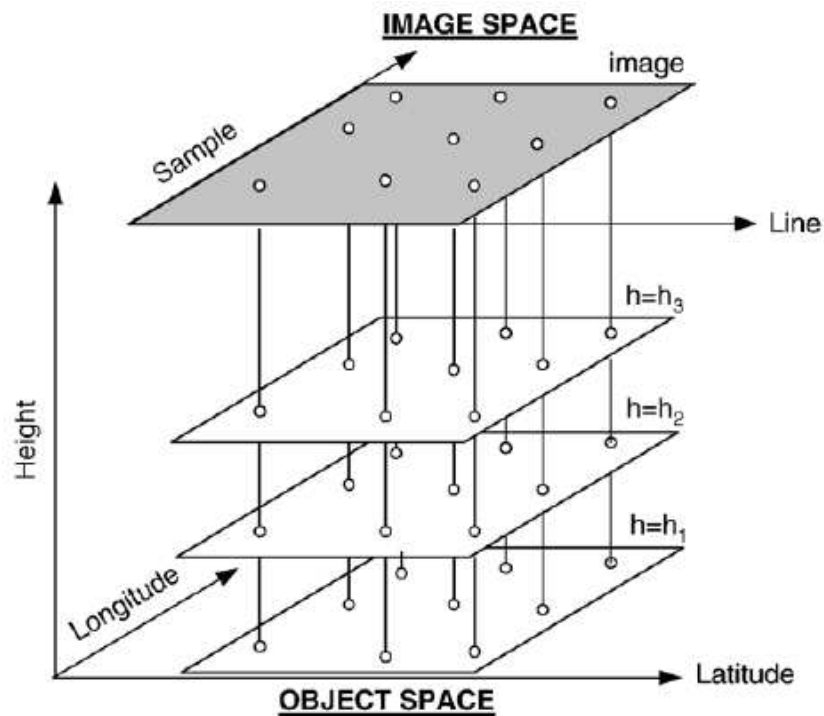 IMAGE SPACE
image
Sample
Line
h=h₃
h=h₂
h=h₁
Height
Longitude
Latitude
OBJECT SPACE